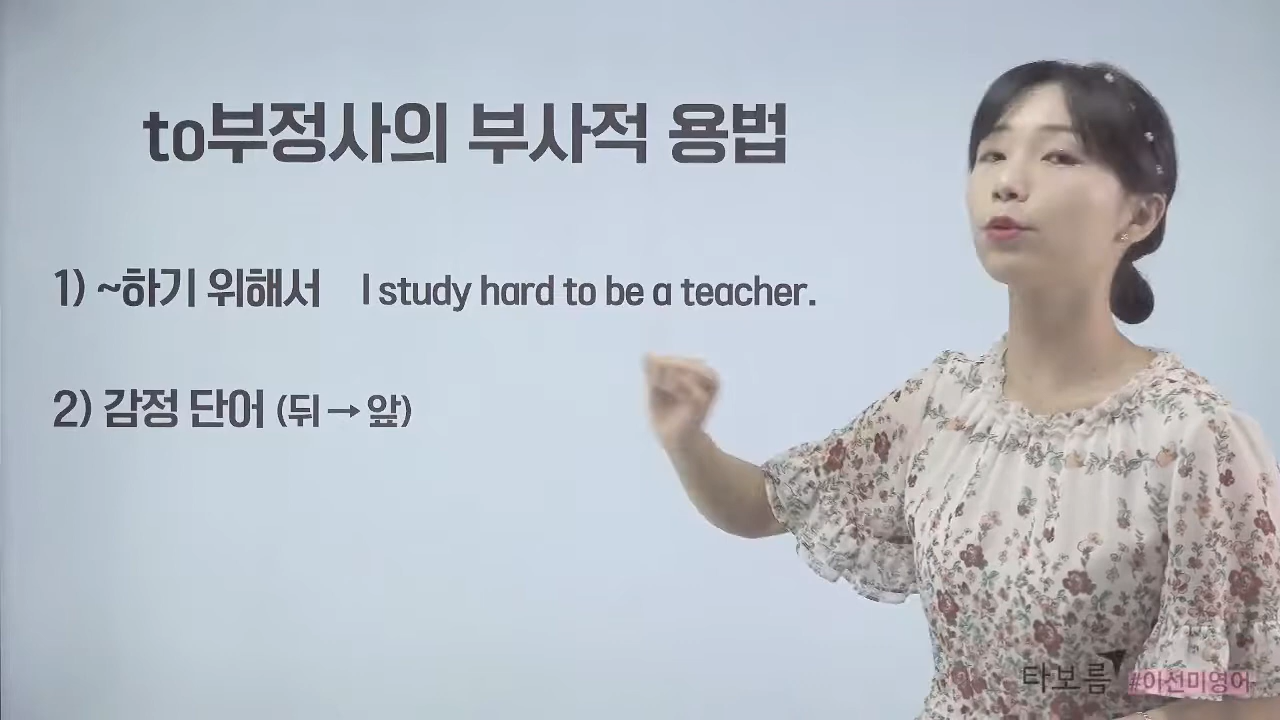 to부정사의 부사적 용법
1) ~하기 위해서 I study hard to be a teacher.
2) 감정 단어 (뒤 → 앞)
타보름 #이선미영어